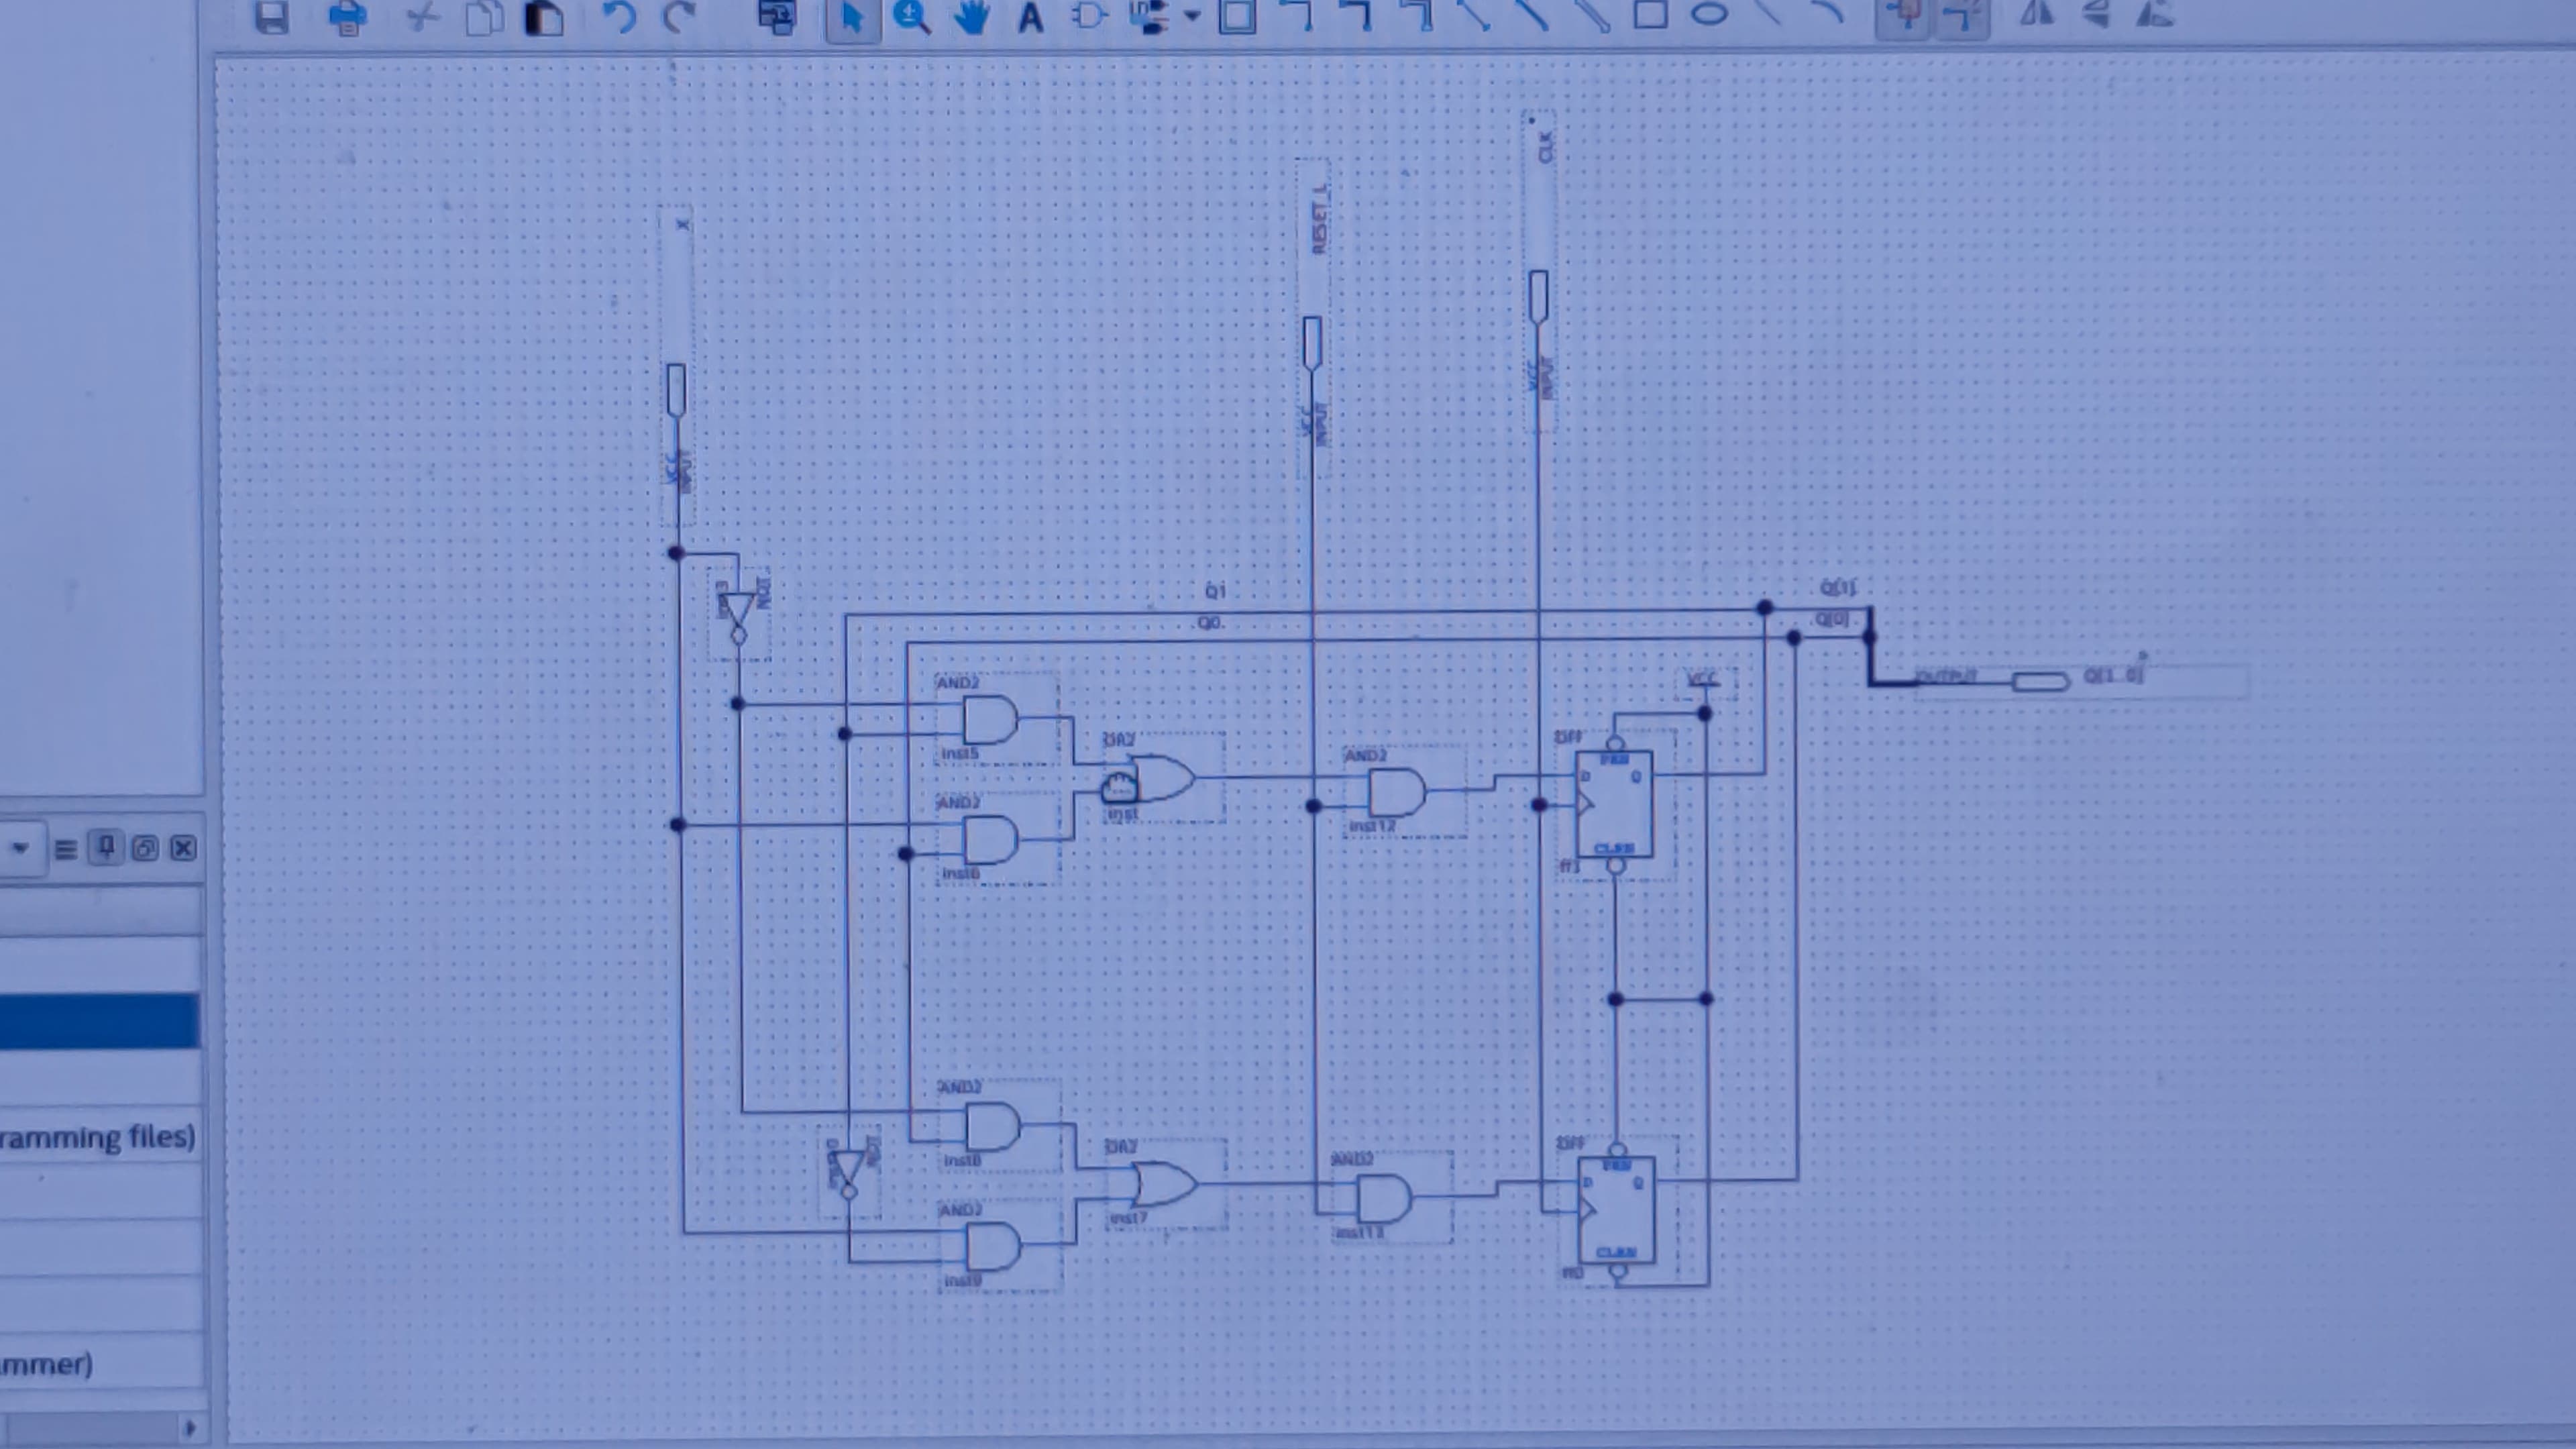 A
CLK
RESET_L
X
VCC
INPUT
VCC
INPUT
VCC
INPUT
NOT
Q1
Q0
Q[1]
Q[0]
OUTPUT
Q[1..0]
VCC
AND2
inst5
OR2
inst
AND2
inst6
AND2
inst12
DFF
PRN
D
Q
CLRN
ff1
AND2
inst8
NOT
OR2
inst7
AND2
inst9
AND2
inst13
DFF
PRN
D
Q
CLRN
ff0
ramming files)
mmer)